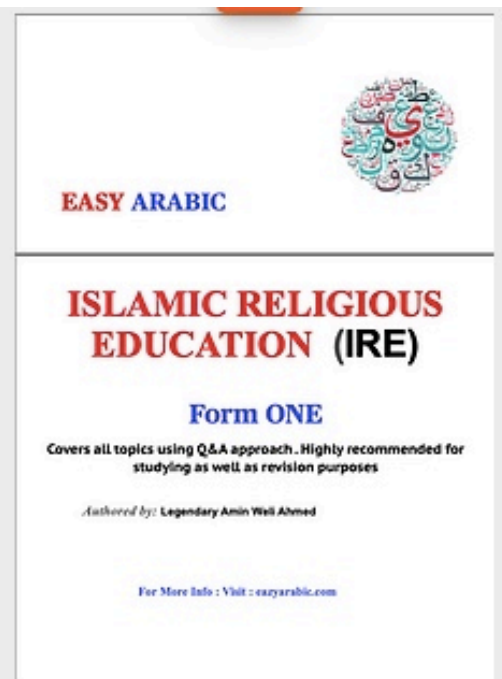 EASY ARABIC
ISLAMIC RELIGIOUS
EDUCATION (IRE)
Form ONE
Covers all topics using Q&A approach. Highly recommended for
studying as well as revision purposes
Authored by: Legendary Amin Weli Ahmed
For More Info : Visit : eazyarabic.com